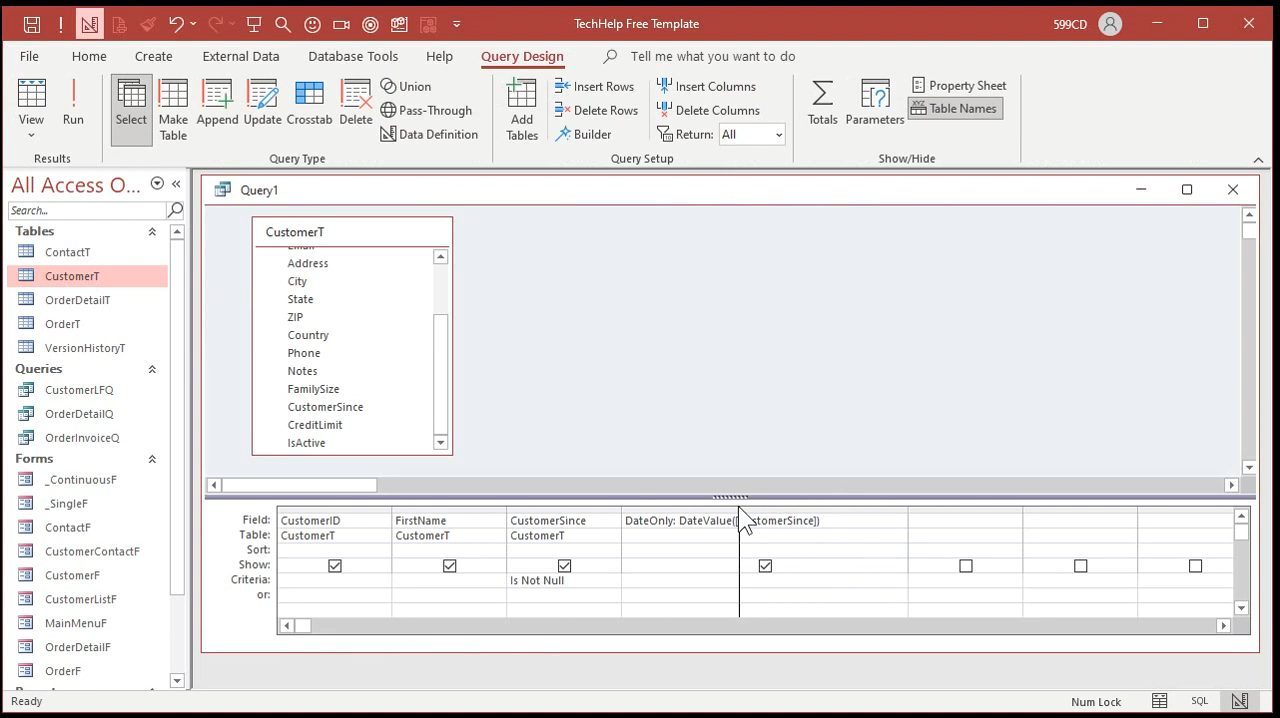 TechHelp Free Template
599CD
File Home Create External Data Database Tools Help Query Design Tell me what you want to do
View
Run
Select
Make Table
Append
Update
Crosstab
Delete
Union
Pass-Through
Data Definition
Add Tables
Insert Rows
Delete Rows
Builder
Insert Columns
Delete Columns
Return: All
Totals
Parameters
Property Sheet
XYZ Table Names
Results
Query Type
Query Setup
Show/Hide
All Access O...
Search...
Tables
ContactT
CustomerT
OrderDetailT
OrderT
VersionHistoryT
Queries
CustomerLFQ
OrderDetailQ
OrderInvoiceQ
Forms
_ContinuousF
_SingleF
ContactF
CustomerContactF
CustomerF
CustomerListF
MainMenuF
OrderDetailF
OrderF
Query1
CustomerT
Email
Address
City
State
ZIP
Country
Phone
Notes
FamilySize
CustomerSince
CreditLimit
IsActive
Field: CustomerID FirstName CustomerSince DateOnly: DateValue([CustomerSince])
Table: CustomerT CustomerT CustomerT
Sort:
Show:
Criteria: Is Not Null
or:
Ready
Num Lock
SQL